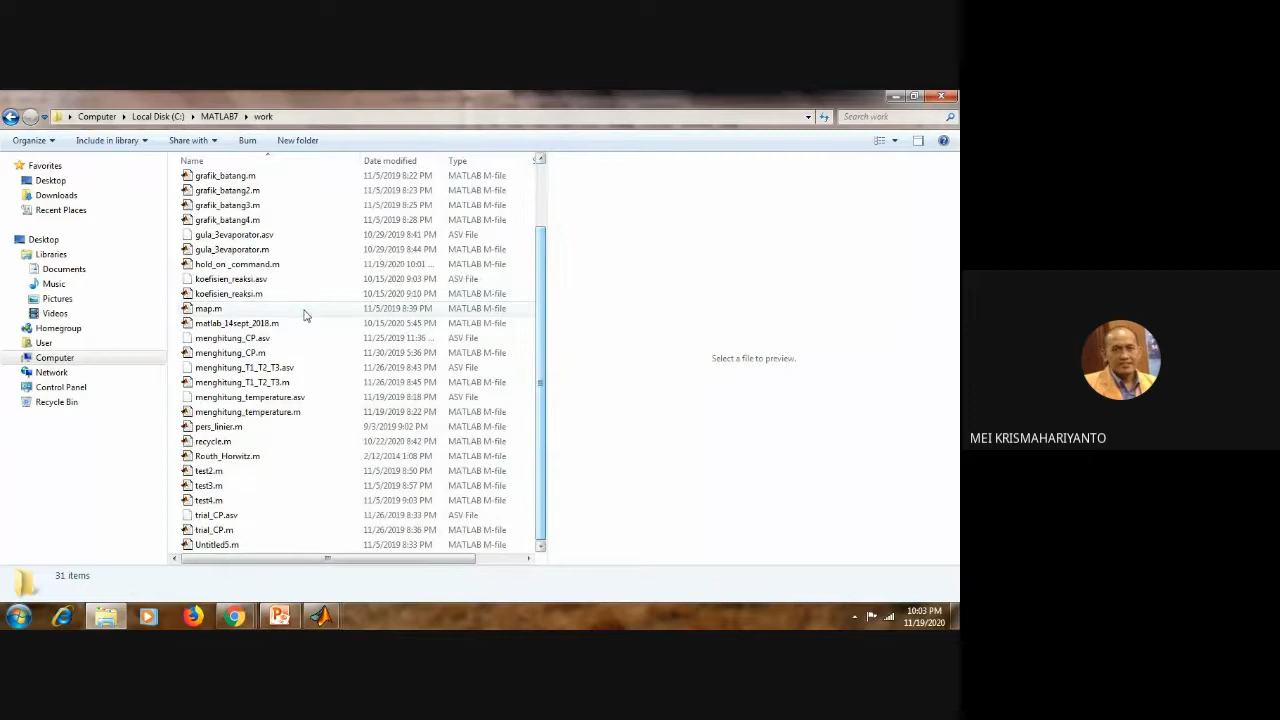 Computer Local Disk (C:) MATLAB7 work
Search work
Organize Include in library Share with Burn New folder
Favorites
Desktop
Downloads
Recent Places
Desktop
Libraries
Documents
Music
Pictures
Videos
Homegroup
User
Computer
Network
Control Panel
Recycle Bin
Name Date modified Type S
grafik_batang.m 11/5/2019 8:22 PM MATLAB M-file
grafik_batang2.m 11/5/2019 8:23 PM MATLAB M-file
grafik_batang3.m 11/5/2019 8:25 PM MATLAB M-file
grafik_batang4.m 11/5/2019 8:28 PM MATLAB M-file
gula_3evaporator.asv 10/29/2019 8:41 PM ASV File
gula_3evaporator.m 10/29/2019 8:44 PM MATLAB M-file
hold_on _command.m 11/19/2020 10:01 ... MATLAB M-file
koefisien_reaksi.asv 10/15/2020 9:03 PM ASV File
koefisien_reaksi.m 10/15/2020 9:10 PM MATLAB M-file
map.m 11/5/2019 8:39 PM MATLAB M-file
matlab_14sept_2018.m 10/15/2020 5:45 PM MATLAB M-file
menghitung_CP.asv 11/25/2019 11:36 ... ASV File
menghitung_CP.m 11/30/2019 5:36 PM MATLAB M-file
menghitung_T1_T2_T3.asv 11/26/2019 8:43 PM ASV File
menghitung_T1_T2_T3.m 11/26/2019 8:45 PM MATLAB M-file
menghitung_temperature.asv 11/19/2019 8:18 PM ASV File
menghitung_temperature.m 11/19/2019 8:22 PM MATLAB M-file
pers_linier.m 9/3/2019 9:02 PM MATLAB M-file
recycle.m 10/22/2020 8:42 PM MATLAB M-file
Routh_Horwitz.m 2/12/2014 1:08 PM MATLAB M-file
test2.m 11/5/2019 8:50 PM MATLAB M-file
test3.m 11/5/2019 8:57 PM MATLAB M-file
test4.m 11/5/2019 9:03 PM MATLAB M-file
trial_CP.asv 11/26/2019 8:33 PM ASV File
trial_CP.m 11/26/2019 8:36 PM MATLAB M-file
Untitled5.m 11/5/2019 8:33 PM MATLAB M-file
Select a file to preview.
31 items
10:03 PM
11/19/2020
MEI KRISMAHARIYANTO